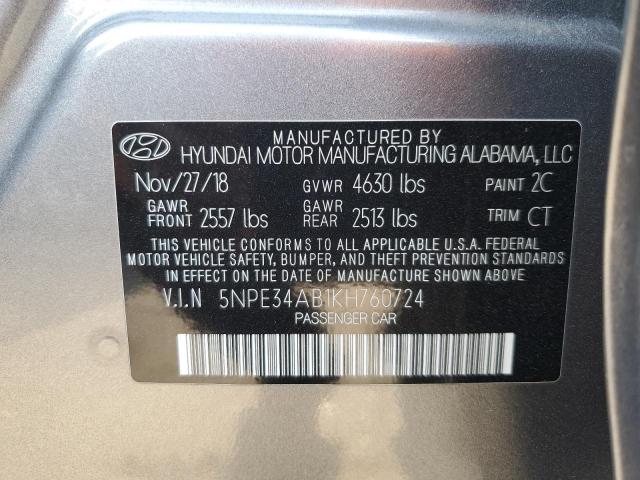 MANUFACTURED BY
HYUNDAI MOTOR MANUFACTURING ALABAMA, LLC
Nov/27/18 GVWR 4630 lbs PAINT 2C
GAWR FRONT 2557 lbs GAWR REAR 2513 lbs TRIM CT
THIS VEHICLE CONFORMS TO ALL APPLICABLE U.S.A. FEDERAL
MOTOR VEHICLE SAFETY, BUMPER, AND THEFT PREVENTION STANDARDS
IN EFFECT ON THE DATE OF MANUFACTURE SHOWN ABOVE.
V.I.N 5NPE34AB1KH760724
PASSENGER CAR